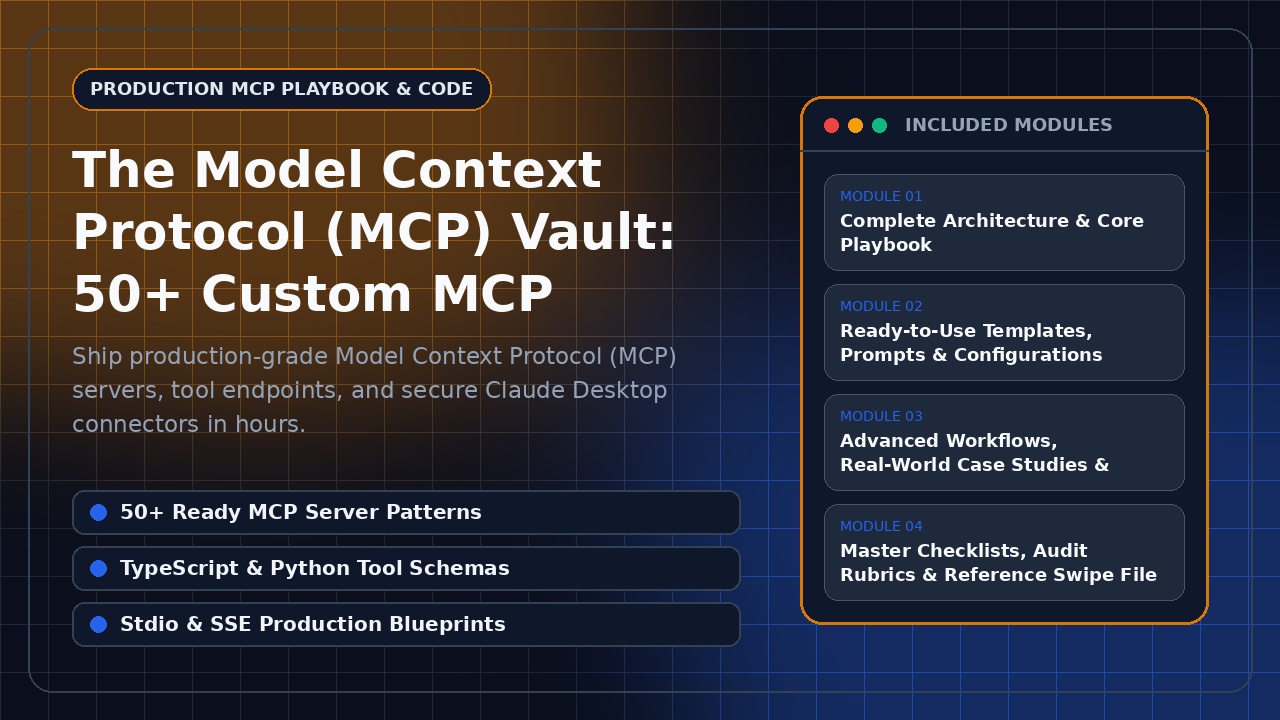 PRODUCTION MCP PLAYBOOK & CODE
The Model Context
Protocol (MCP) Vault:
50+ Custom MCP
Ship production-grade Model Context Protocol (MCP)
servers, tool endpoints, and secure Claude Desktop
connectors in hours.
50+ Ready MCP Server Patterns
TypeScript & Python Tool Schemas
Stdio & SSE Production Blueprints
INCLUDED MODULES
MODULE 01
Complete Architecture & Core
Playbook
MODULE 02
Ready-to-Use Templates,
Prompts & Configurations
MODULE 03
Advanced Workflows,
Real-World Case Studies &
MODULE 04
Master Checklists, Audit
Rubrics & Reference Swipe File